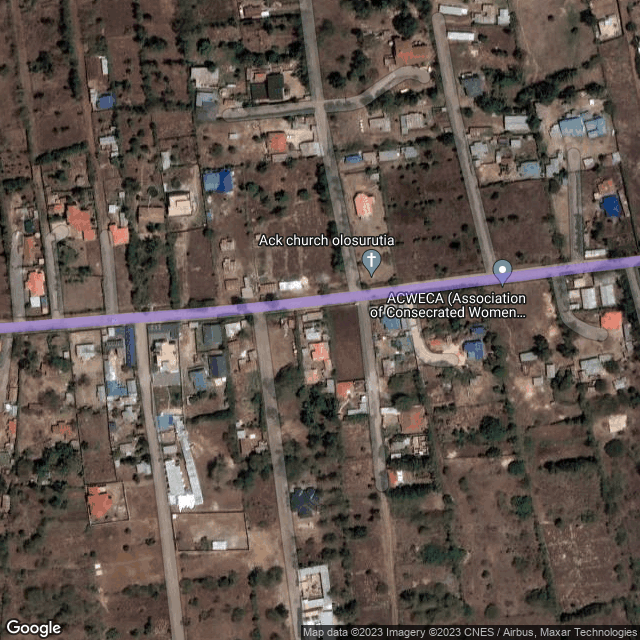 Ack church olosurutia
ACWECA (Association
of Consecrated Women...
Google
Map data ©2023 Imagery ©2023 CNES / Airbus, Maxar Technologies